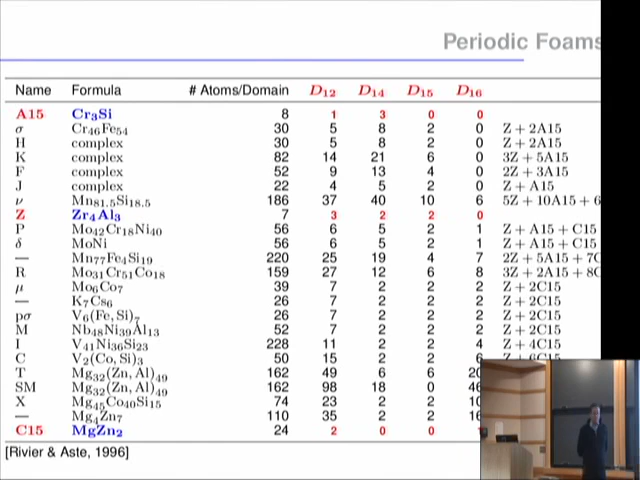 Periodic Foams
Name Formula # Atoms/Domain D12 D14 D15 D16
A15 Cr3Si 8 1 3 0 0
σ Cr46Fe54 30 5 8 2 0 Z + 2A15
H complex 30 5 8 2 0 Z + 2A15
K complex 82 14 21 6 0 3Z + 5A15
F complex 52 9 13 4 0 2Z + 3A15
J complex 22 4 5 2 0 Z + A15
ν Mn81.5Si18.5 186 37 40 10 6 5Z + 10A15 + 6
Z Zr4Al3 7 3 2 2 0
P Mo42Cr18Ni40 56 6 5 2 1 Z + A15 + C15
δ MoNi 56 6 5 2 1 Z + A15 + C15
— Mn77Fe4Si19 220 25 19 4 7 2Z + 5A15 + 7C
R Mo31Cr51Co18 159 27 12 6 8 3Z + 2A15 + 8C
μ Mo6Co7 39 7 2 2 2 Z + 2C15
— K7Cs6 26 7 2 2 2 Z + 2C15
pσ V6(Fe, Si)7 26 7 2 2 2 Z + 2C15
M Nb48Ni39Al13 52 7 2 2 2 Z + 2C15
I V41Ni36Si23 228 11 2 2 4 Z + 4C15
C V2(Co, Si)3 50 15 2 2 6 Z + 6C15
T Mg32(Zn, Al)49 162 49 6 6 20
SM Mg32(Zn, Al)49 162 98 18 0 46
X Mg45Co40Si15 74 23 2 2 10
— Mg4Zn7 110 35 2 2 16
C15 MgZn2 24 2 0 0
[Rivier & Aste, 1996]